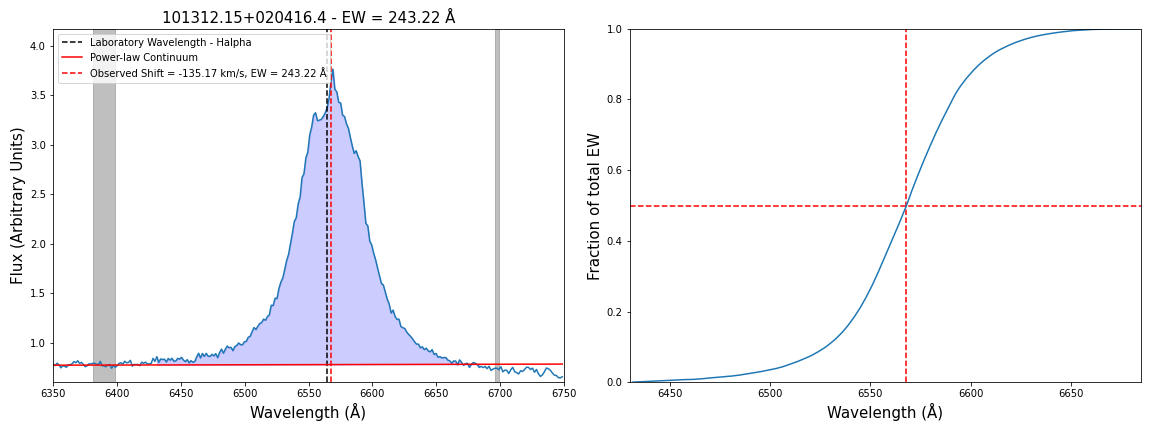 101312.15+020416.4 - EW = 243.22 Å
Laboratory Wavelength - Halpha
Power-law Continuum
Observed Shift = -135.17 km/s, EW = 243.22 Å
Flux (Arbitrary Units)
4.0
3.5
3.0
2.5
2.0
1.5
1.0
6350 6400 6450 6500 6550 6600 6650 6700 6750
Wavelength (Å)
Fraction of total EW
1.0
0.8
0.6
0.4
0.2
0.0
6450 6500 6550 6600 6650
Wavelength (Å)